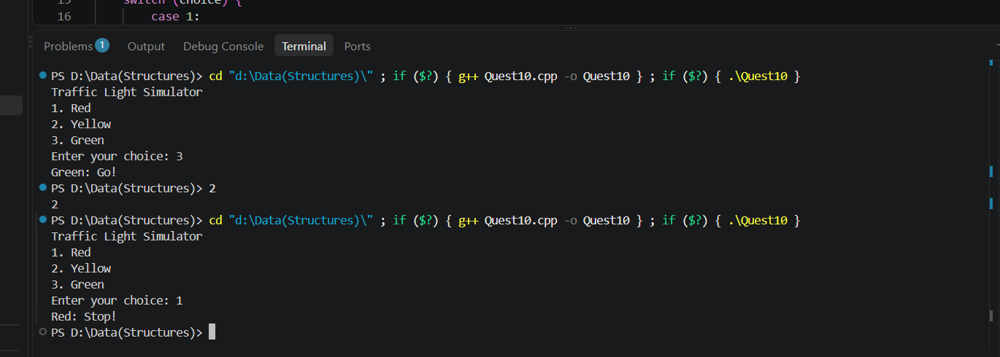 15 switch (choice) {
16 case 1:
Problems 1 Output Debug Console Terminal Ports
PS D:\Data(Structures)> cd "d:\Data(Structures)\" ; if ($?) { g++ Quest10.cpp -o Quest10 } ; if ($?) { .\Quest10 }
Traffic Light Simulator
1. Red
2. Yellow
3. Green
Enter your choice: 3
Green: Go!
PS D:\Data(Structures)> 2
2
PS D:\Data(Structures)> cd "d:\Data(Structures)\" ; if ($?) { g++ Quest10.cpp -o Quest10 } ; if ($?) { .\Quest10 }
Traffic Light Simulator
1. Red
2. Yellow
3. Green
Enter your choice: 1
Red: Stop!
PS D:\Data(Structures)>